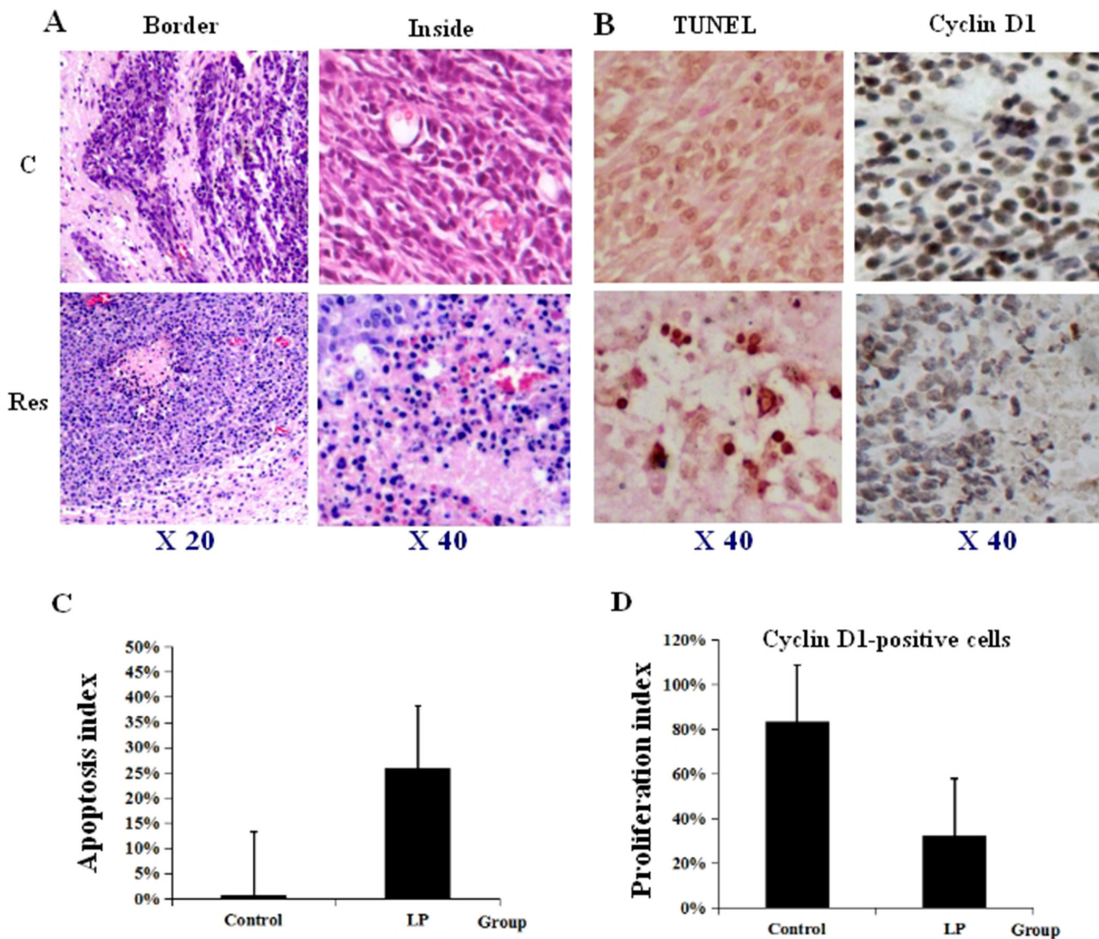 A
Border
Inside
B
TUNEL
Cyclin D1
C
Res
X 20
X 40
X 40
X 40
C
Apoptosis index
50%
45%
40%
35%
30%
25%
20%
15%
10%
5%
0%
Control
LP
Group
D
Cyclin D1-positive cells
Proliferation index
120%
100%
80%
60%
40%
20%
0%
Control
LP
Group